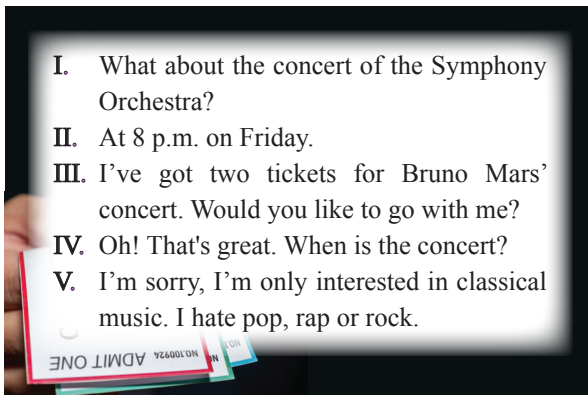 I. What about the concert of the Symphony
Orchestra?
II. At 8 p.m. on Friday.
III. I've got two tickets for Bruno Mars'
concert. Would you like to go with me?
IV. Oh! That's great. When is the concert?
V. I'm sorry, I'm only interested in classical
music. I hate pop, rap or rock.
ADMIT ONE NO.100924